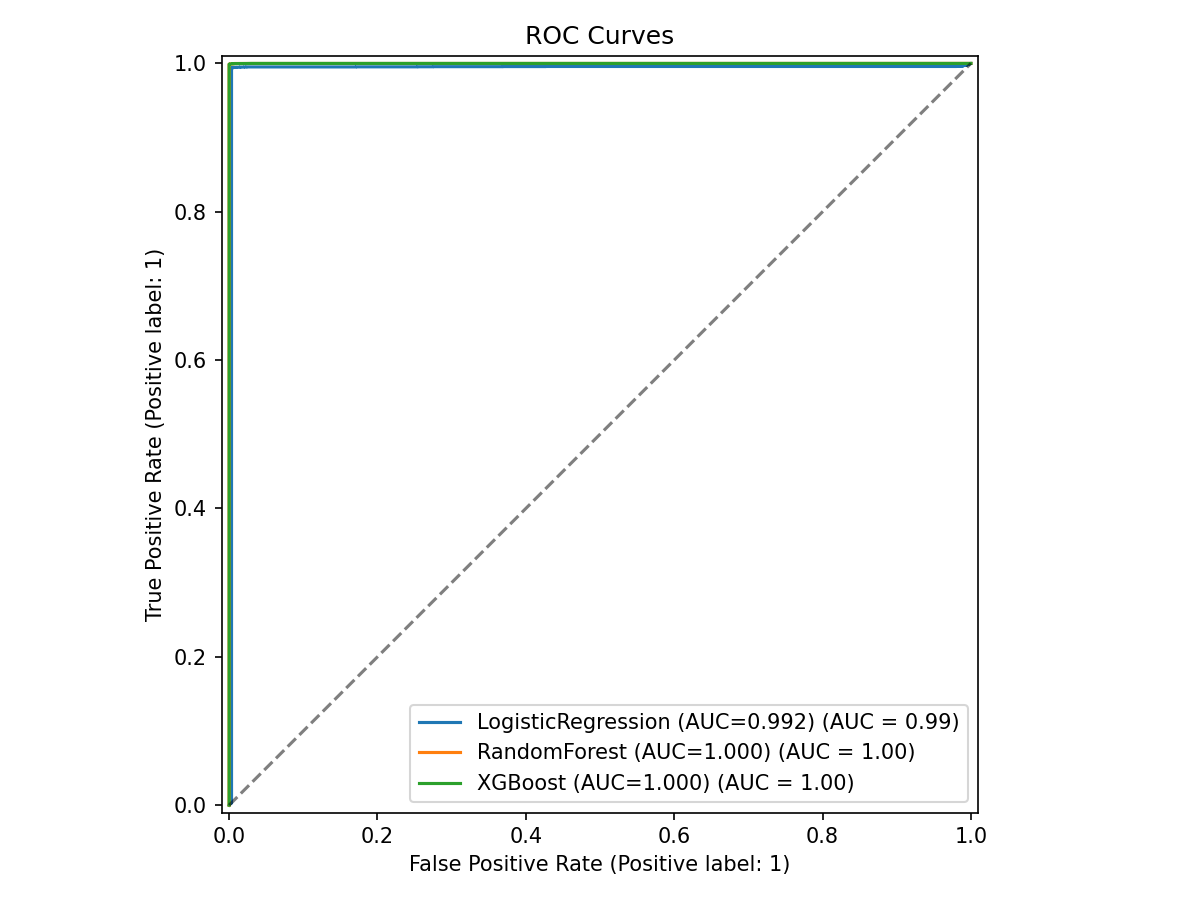 ROC Curves
True Positive Rate (Positive label: 1)
1.0
0.8
0.6
0.4
0.2
0.0
LogisticRegression (AUC=0.992) (AUC = 0.99)
RandomForest (AUC=1.000) (AUC = 1.00)
XGBoost (AUC=1.000) (AUC = 1.00)
0.0 0.2 0.4 0.6 0.8 1.0
False Positive Rate (Positive label: 1)